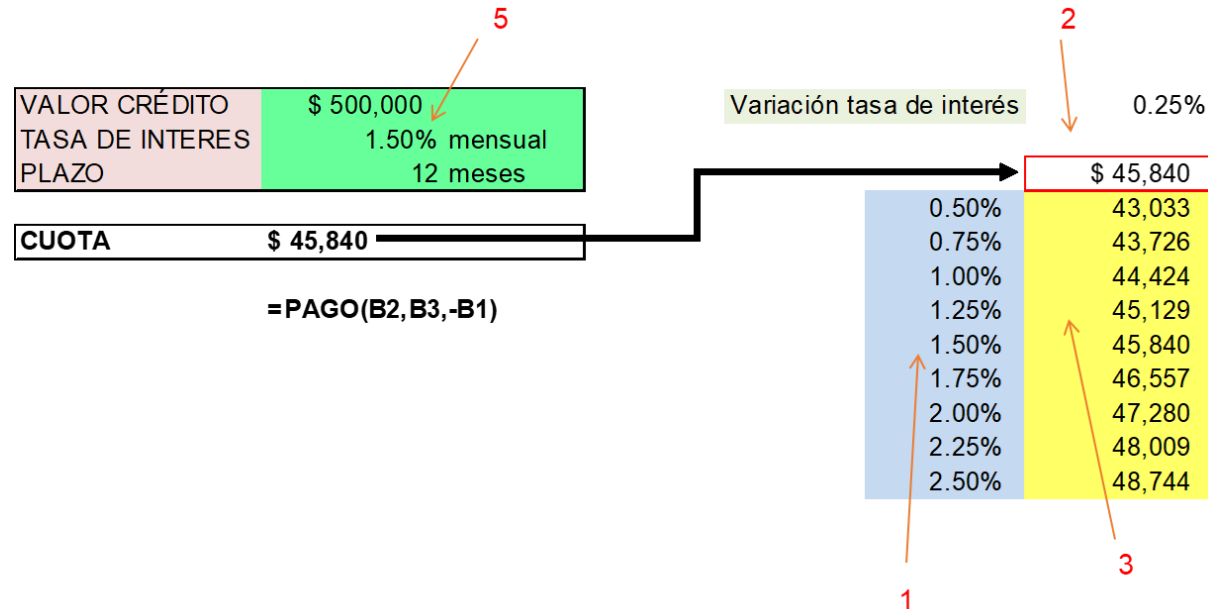 5
2
VALOR CRÉDITO $ 500,000
Variación tasa de interés 0.25%
TASA DE INTERES 1.50% mensual
PLAZO 12 meses
$ 45,840
0.50% 43,033
CUOTA $ 45,840
0.75% 43,726
1.00% 44,424
=PAGO(B2,B3,-B1)
1.25% 45,129
1.50% 45,840
1.75% 46,557
2.00% 47,280
2.25% 48,009
2.50% 48,744
3
1